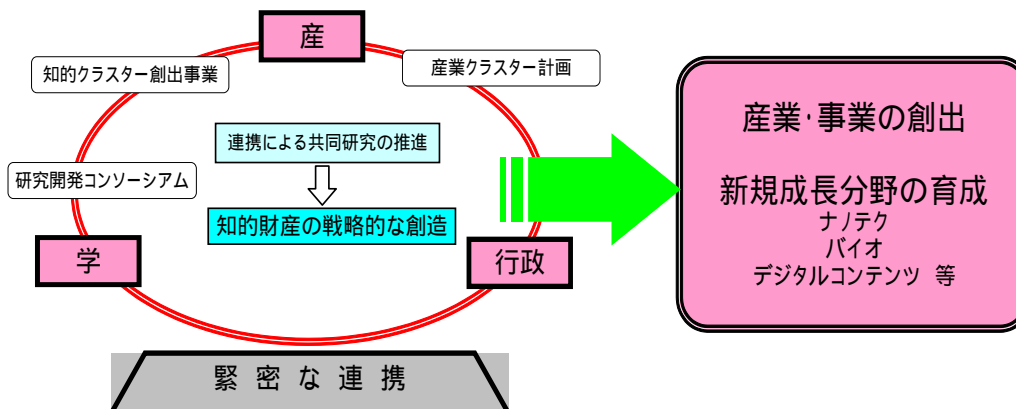 産
知的クラスター創出事業
産業クラスター計画
連携による共同研究の推進
研究開発コンソーシアム
知的財産の戦略的な創造
学
行政
緊密な連携
産業・事業の創出
新規成長分野の育成
ナノテク
バイオ
デジタルコンテンツ 等